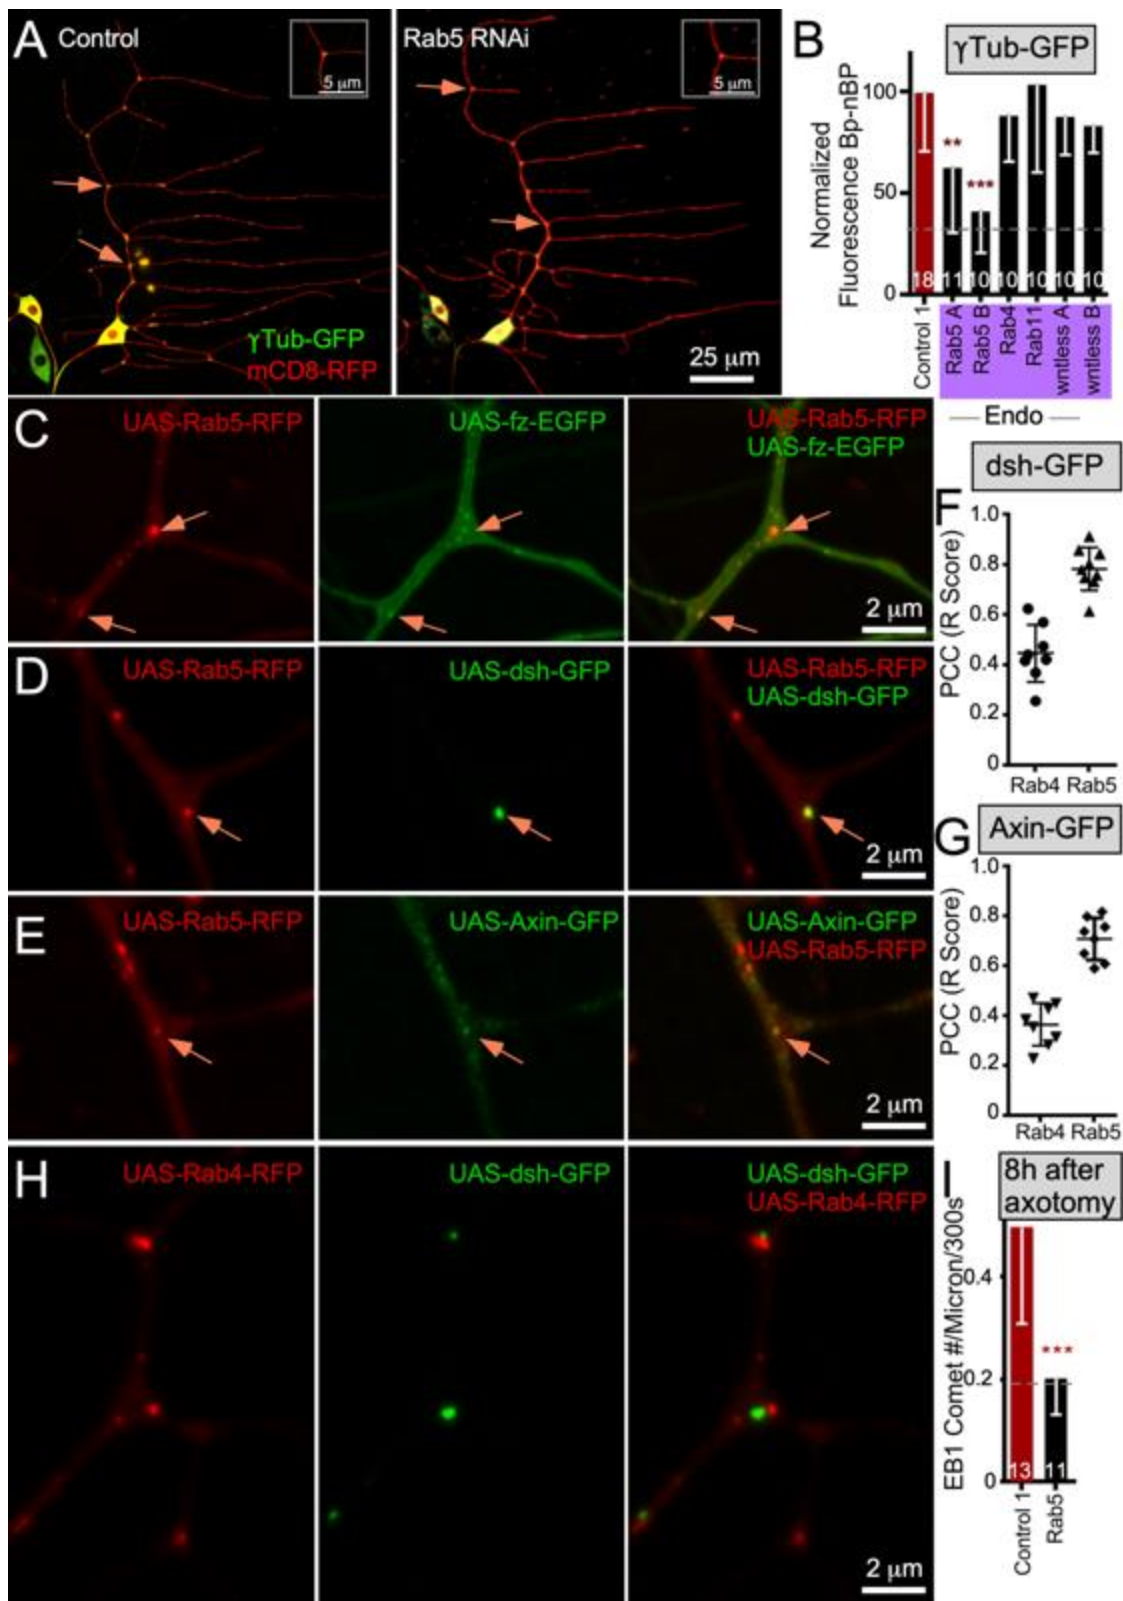 A Control
5 μm
γTub-GFP
mCD8-RFP
Rab5 RNAi
5 μm
25 μm
B γTub-GFP
Normalized
Fluorescence Bp-nBP
100
50
0
** ***
18 11 10 10 10 10 10
Control 1
Rab5 A
Rab5 B
Rab4
Rab11
wntless A
wntless B
Endo
C UAS-Rab5-RFP
UAS-fz-EGFP
UAS-Rab5-RFP
UAS-fz-EGFP
2 μm
D UAS-Rab5-RFP
UAS-dsh-GFP
UAS-Rab5-RFP
UAS-dsh-GFP
2 μm
E UAS-Rab5-RFP
UAS-Axin-GFP
UAS-Axin-GFP
UAS-Rab5-RFP
2 μm
F dsh-GFP
PCC (R Score)
1.0
0.8
0.6
0.4
0.2
0
Rab4 Rab5
G Axin-GFP
PCC (R Score)
1.0
0.8
0.6
0.4
0.2
0
Rab4 Rab5
H UAS-Rab4-RFP
UAS-dsh-GFP
UAS-dsh-GFP
UAS-Rab4-RFP
2 μm
I 8h after
axotomy
EB1 Comet #/Micron/300s
0.4
0.2
0
***
13 11
Control 1
Rab5